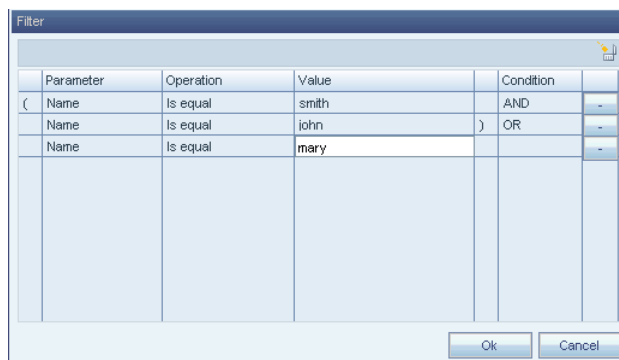 Filter
Parameter Operation Value Condition
( Name Is equal smith AND -
Name Is equal john ) OR -
Name Is equal mary -
Ok Cancel